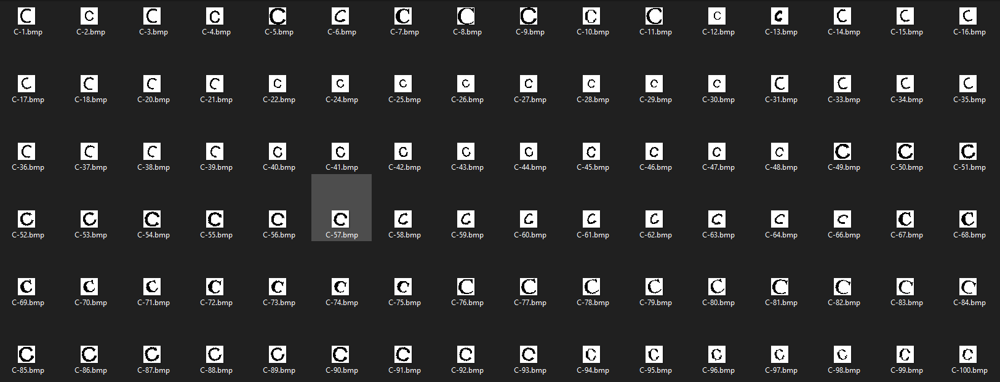 C C C C C C C C C C C C C C C C
C-1.bmp C-2.bmp C-3.bmp C-4.bmp C-5.bmp C-6.bmp C-7.bmp C-8.bmp C-9.bmp C-10.bmp C-11.bmp C-12.bmp C-13.bmp C-14.bmp C-15.bmp C-16.bmp
C C C C C C C C C C C C C C C C
C-17.bmp C-18.bmp C-20.bmp C-21.bmp C-22.bmp C-24.bmp C-25.bmp C-26.bmp C-27.bmp C-28.bmp C-29.bmp C-30.bmp C-31.bmp C-33.bmp C-34.bmp C-35.bmp
C C C C C C C C C C C C C C C C
C-36.bmp C-37.bmp C-38.bmp C-39.bmp C-40.bmp C-41.bmp C-42.bmp C-43.bmp C-44.bmp C-45.bmp C-46.bmp C-47.bmp C-48.bmp C-49.bmp C-50.bmp C-51.bmp
C C C C C C C C C C C C C C C C
C-52.bmp C-53.bmp C-54.bmp C-55.bmp C-56.bmp C-57.bmp C-58.bmp C-59.bmp C-60.bmp C-61.bmp C-62.bmp C-63.bmp C-64.bmp C-66.bmp C-67.bmp C-68.bmp
C C C C C C C C C C C C C C C C
C-69.bmp C-70.bmp C-71.bmp C-72.bmp C-73.bmp C-74.bmp C-75.bmp C-76.bmp C-77.bmp C-78.bmp C-79.bmp C-80.bmp C-81.bmp C-82.bmp C-83.bmp C-84.bmp
C C C C C C C C C C C C C C C C
C-85.bmp C-86.bmp C-87.bmp C-88.bmp C-89.bmp C-90.bmp C-91.bmp C-92.bmp C-93.bmp C-94.bmp C-95.bmp C-96.bmp C-97.bmp C-98.bmp C-99.bmp C-100.bmp